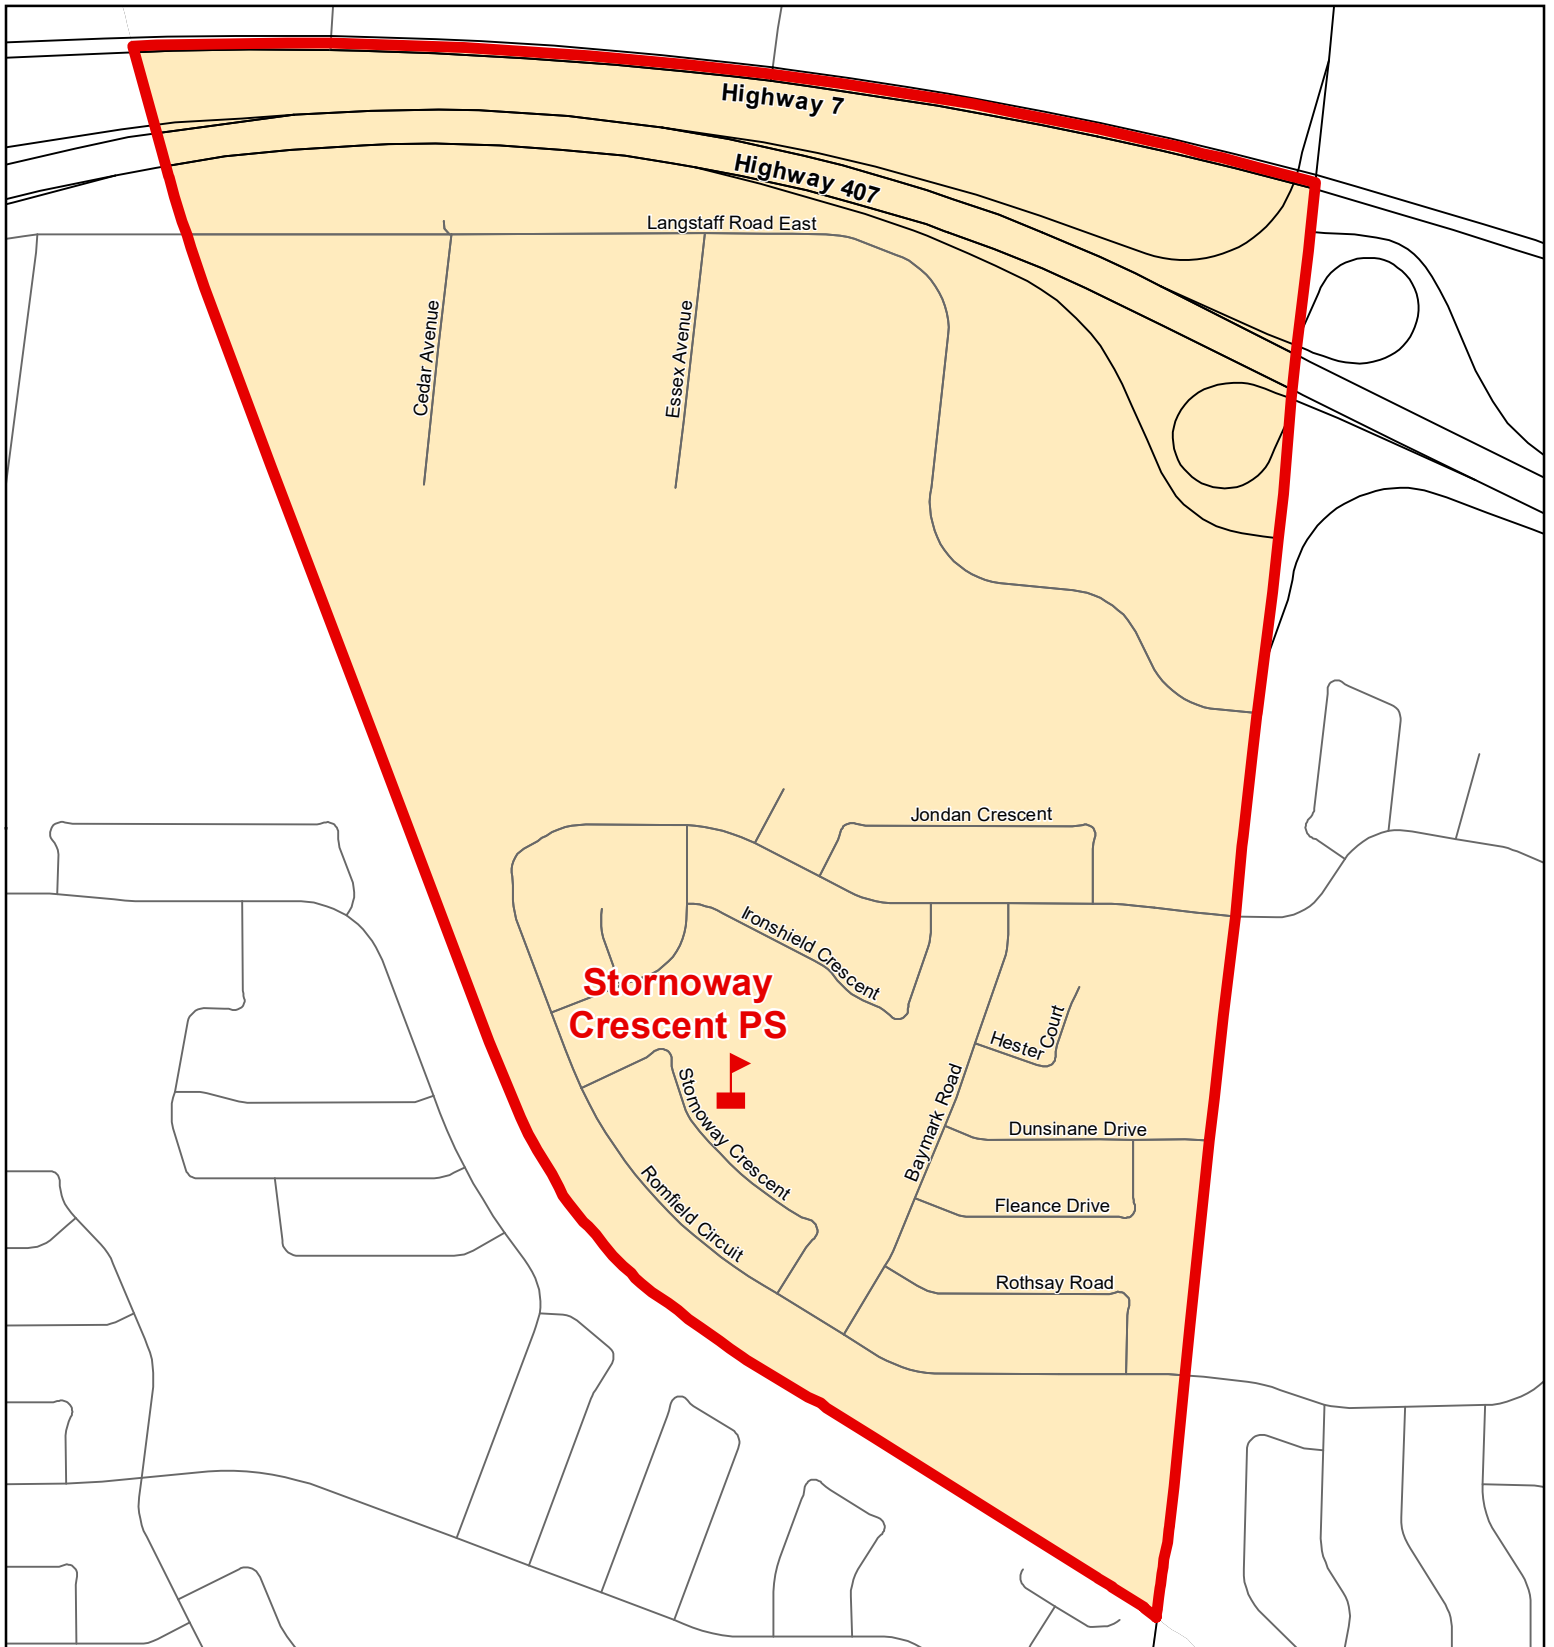 Highway 7
Highway 407
Langstaff Road East
Cedar Avenue
Essex Avenue
Jondan Crescent
Ironshield Crescent
Stornoway
Crescent PS
Hester Court
Stornoway Crescent
Baymark Road
Dunsinane Drive
Romfield Circuit
Fleance Drive
Rothsay Road